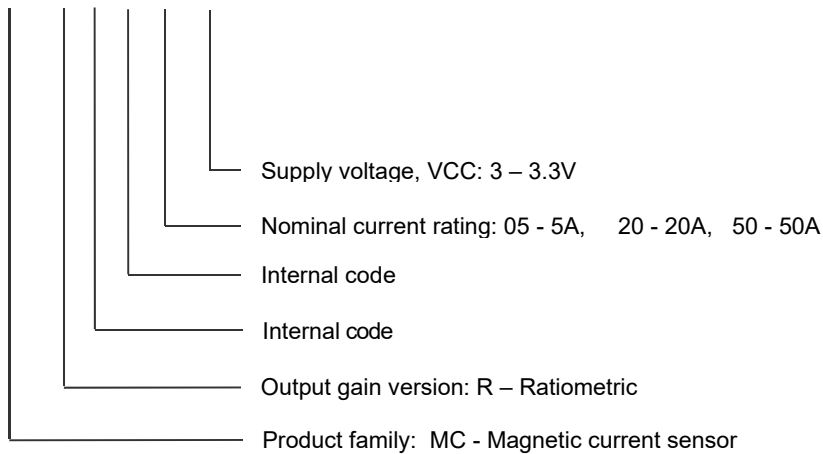 Supply voltage, VCC: 3 – 3.3V
Nominal current rating: 05 - 5A, 20 - 20A, 50 - 50A
Internal code
Internal code
Output gain version: R – Ratiometric
Product family: MC - Magnetic current sensor